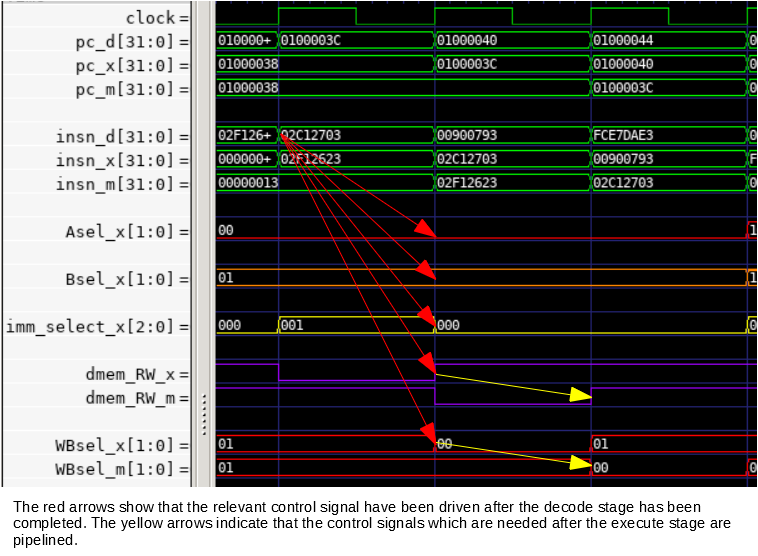 clock=
pc_d[31:0]= 010000+ 0100003C 01000040 01000044
pc_x[31:0]= 01000038 0100003C 01000040
pc_m[31:0]= 01000038 0100003C
insn_d[31:0]= 02F126+ 02C12703 00900793 FCE7DAE3
insn_x[31:0]= 000000+ 02F12623 02C12703 00900793 F
insn_m[31:0]= 00000013 02F12623 02C12703
Asel_x[1:0]= 00 1
Bsel_x[1:0]= 01 1
imm_select_x[2:0]= 000 001 000
dmem_RW_x=
dmem_RW_m=
WBsel_x[1:0]= 01 00 01
WBsel_m[1:0]= 01 00
The red arrows show that the relevant control signal have been driven after the decode stage has been
completed. The yellow arrows indicate that the control signals which are needed after the execute stage are
pipelined.